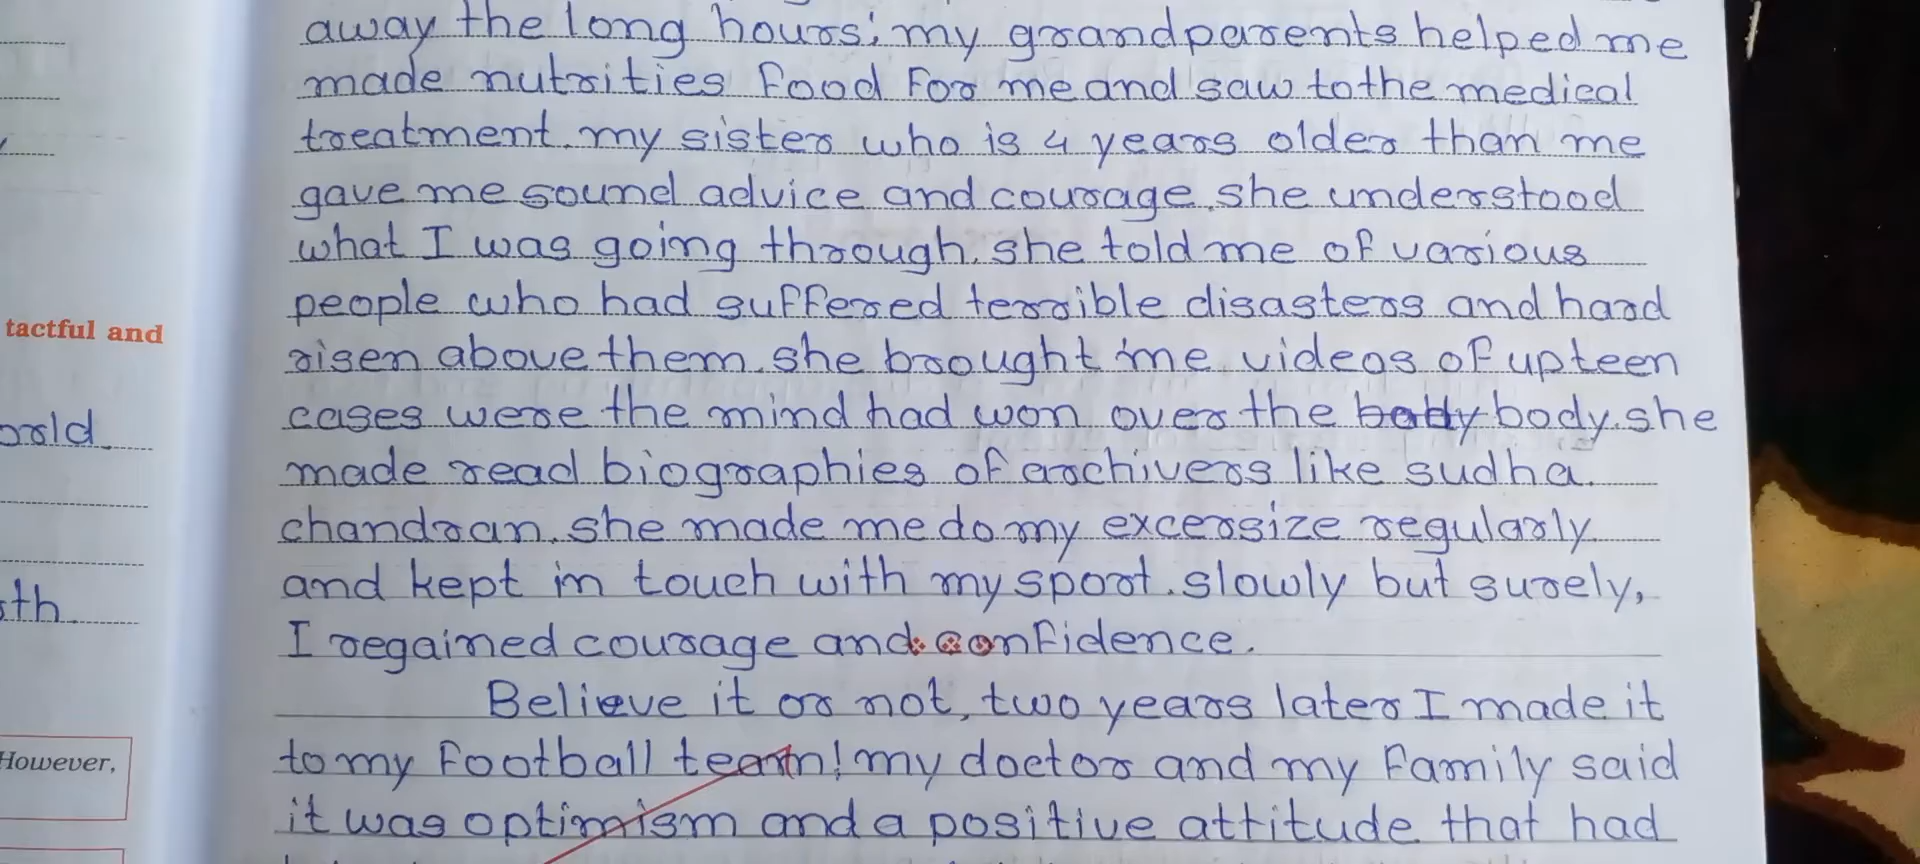 away the long hours; my grandparents helped me
made nutrities food for me and saw to the medical
treatment. my sister who is 4 years older than me
gave me sound advice and courage. she understood
what I was going through. she told me of various
people who had suffered terrible disasters and hard
tactful and
risen above them. she brought me videos of upteen
cases were the mind had won over the body body. she
orld
made read biographies of archivers like sudha
chandran. she made me do my excersize regularly
and kept in touch with my sport. slowly but surely,
th
I regained courage and confidence.
Believe it or not, two years later I made it
to my football team! my doctor and my family said
However,
it was optimism and a positive attitude that had